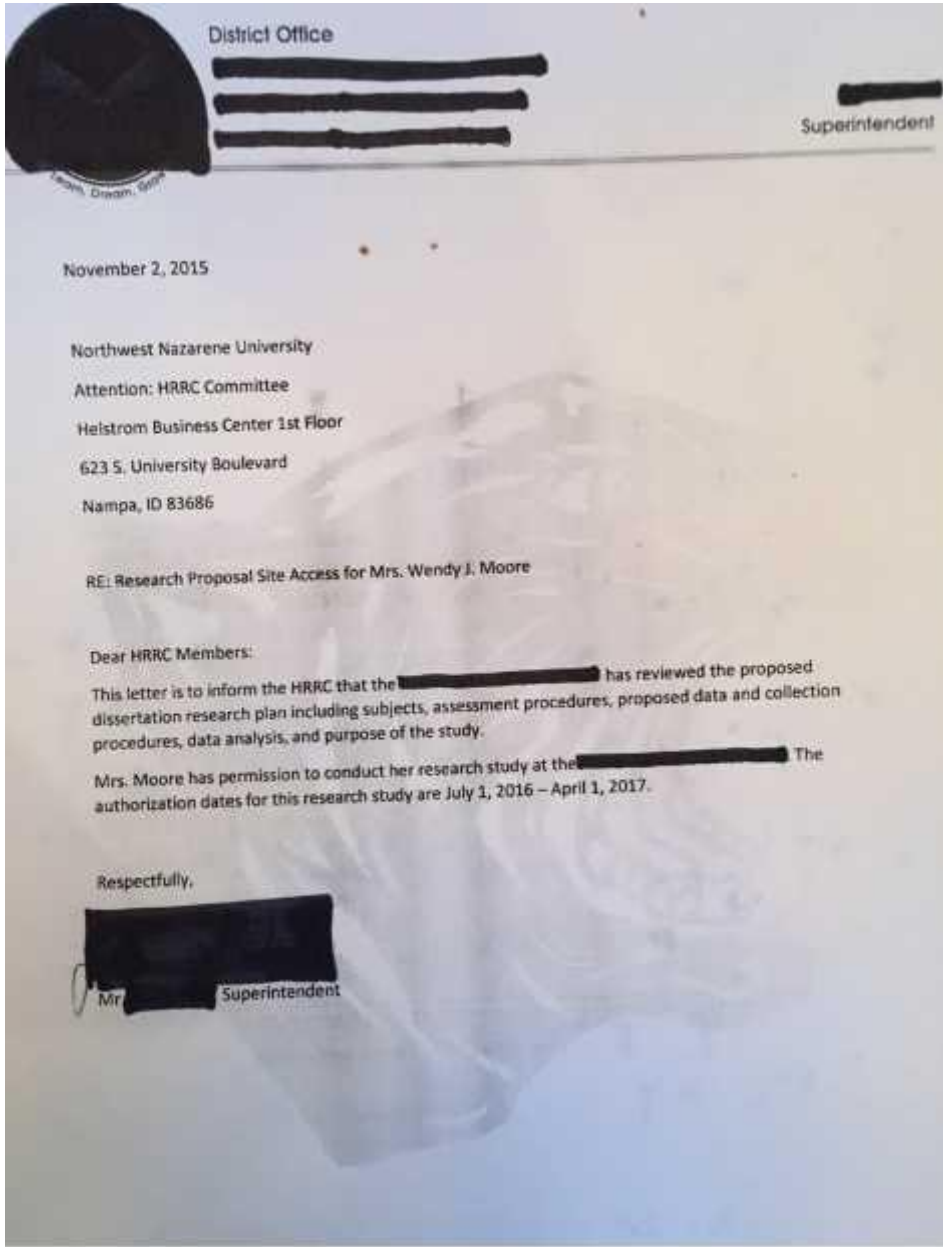 District Office
Superintendent
Learn, Dream, Grow
November 2, 2015
Northwest Nazarene University
Attention: HRRC Committee
Helstrom Business Center 1st Floor
623 S. University Boulevard
Nampa, ID 83686
RE: Research Proposal Site Access for Mrs. Wendy J. Moore
Dear HRRC Members:
This letter is to inform the HRRC that the has reviewed the proposed
dissertation research plan including subjects, assessment procedures, proposed data and collection
procedures, data analysis, and purpose of the study.
Mrs. Moore has permission to conduct her research study at the The
authorization dates for this research study are July 1, 2016 – April 1, 2017.
Respectfully,
Mr Superintendent